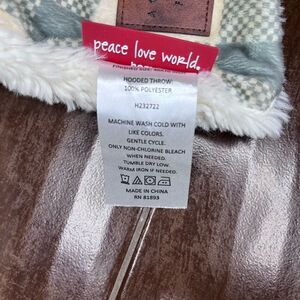 peace love world.
HOODED THROW
100% POLYESTER
H232722
MACHINE WASH COLD WITH
LIKE COLORS.
GENTLE CYCLE.
ONLY NON-CHLORINE BLEACH
WHEN NEEDED.
TUMBLE DRY LOW.
WARM IRON IF NEEDED.
MADE IN CHINA
RN 81893